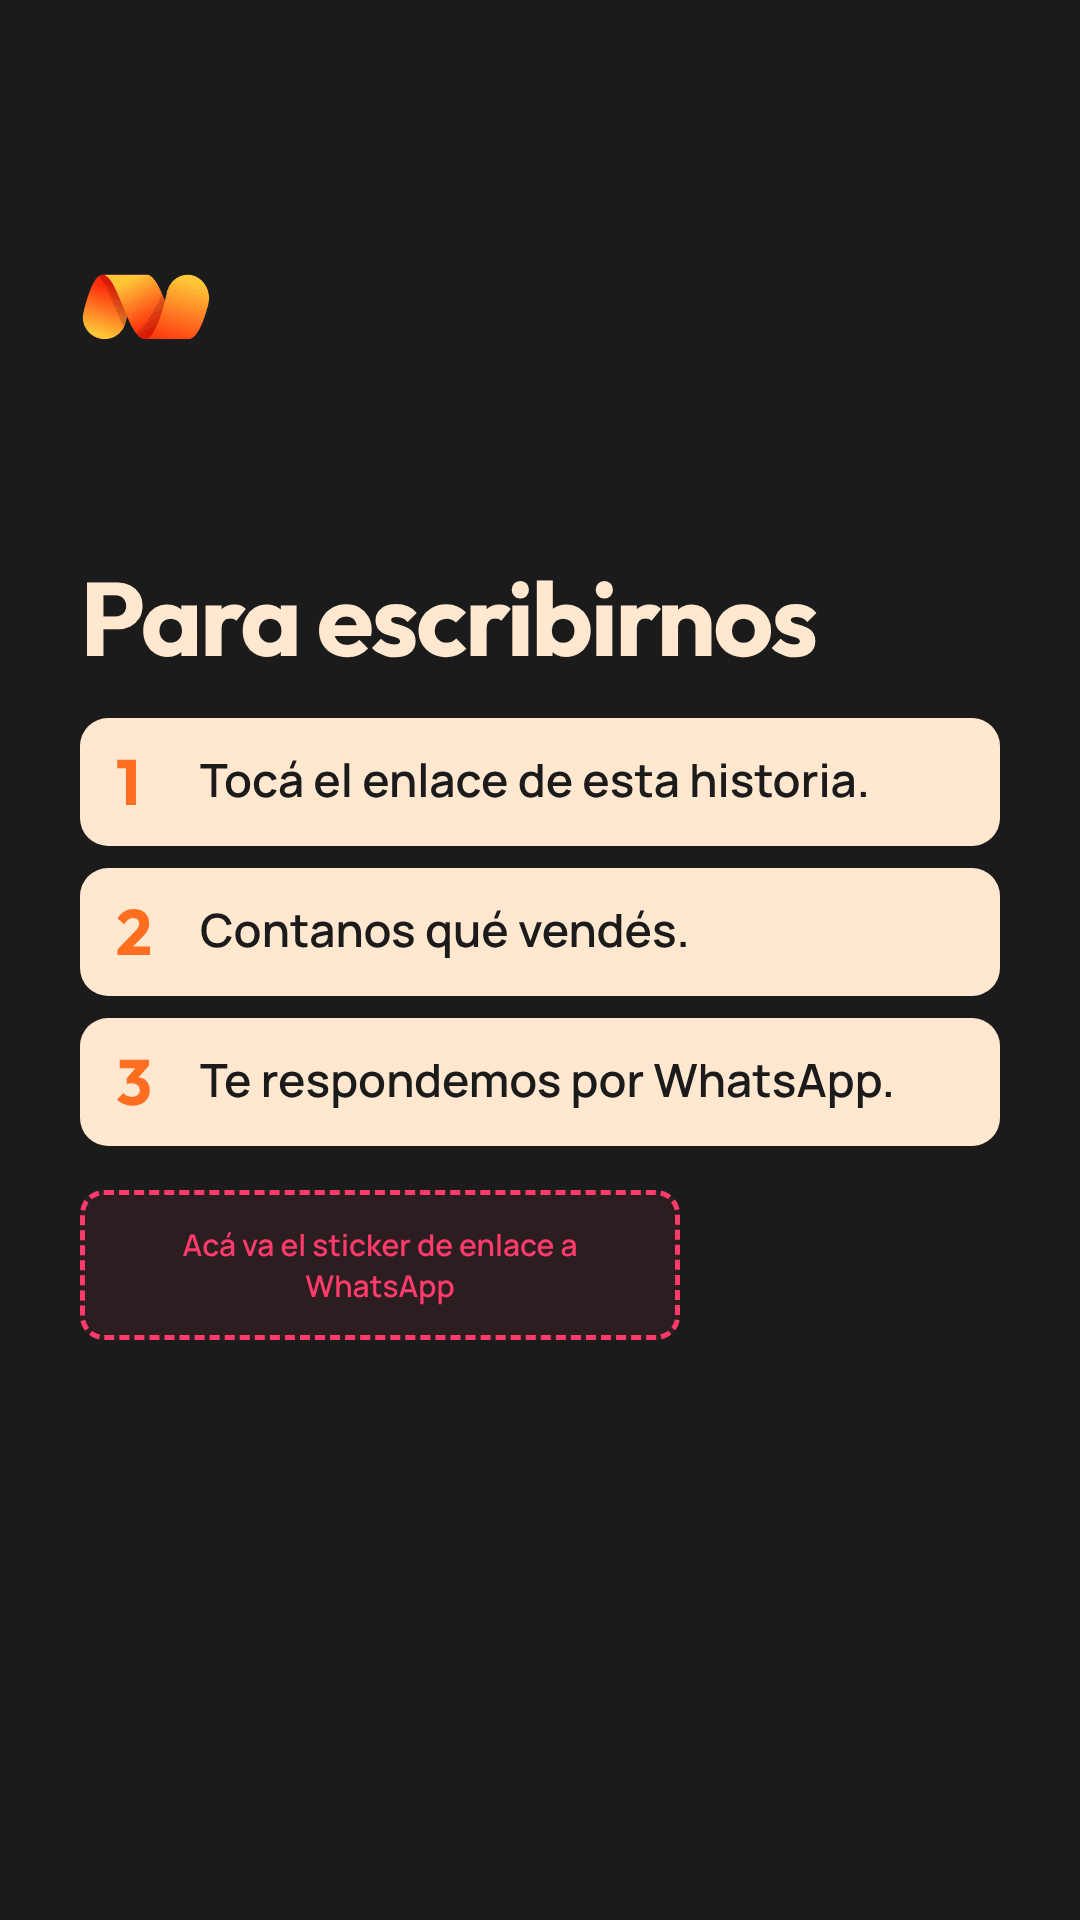 Para escribirnos
1 Tocá el enlace de esta historia.
2 Contanos qué vendés.
3 Te respondemos por WhatsApp.
Acá va el sticker de enlace a
WhatsApp